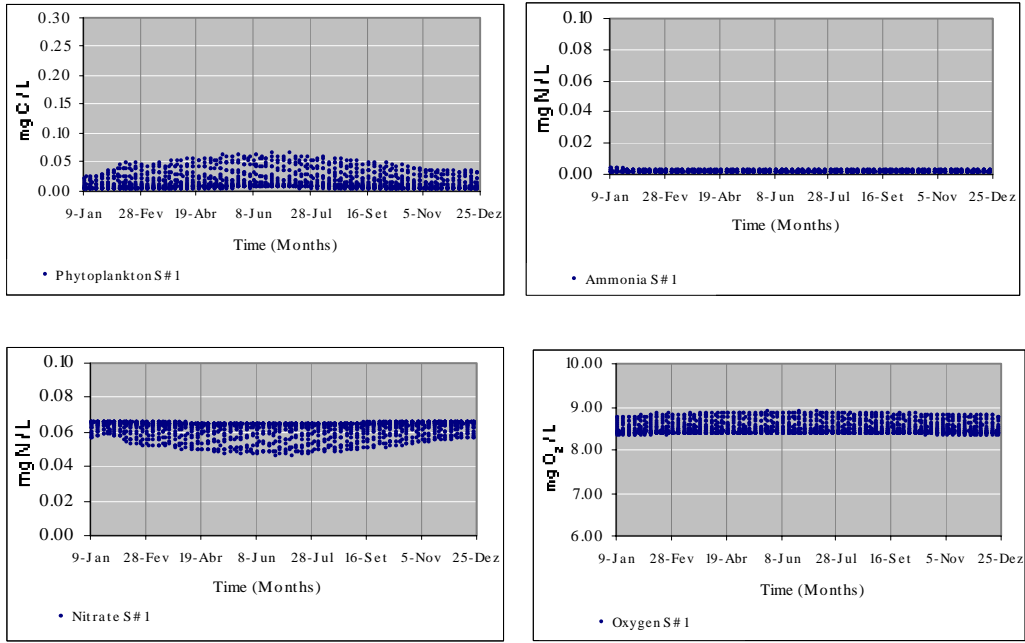 0.30
0.25
0.20
0.15
0.10
0.05
0.00
mg C / L
9-Jan 28-Fev 19-Abr 8-Jun 28-Jul 16-Set 5-Nov 25-Dez
Time (Months)
Phytoplankton S#1
0.10
0.08
0.06
0.04
0.02
0.00
mg N / L
9-Jan 28-Fev 19-Abr 8-Jun 28-Jul 16-Set 5-Nov 25-Dez
Time (Months)
Ammonia S#1
0.10
0.08
0.06
0.04
0.02
0.00
mg N / L
9-Jan 28-Fev 19-Abr 8-Jun 28-Jul 16-Set 5-Nov 25-Dez
Time (Months)
Nitrate S#1
10.00
9.00
8.00
7.00
6.00
mg O₂ / L
9-Jan 28-Fev 19-Abr 8-Jun 28-Jul 16-Set 5-Nov 25-Dez
Time (Months)
Oxygen S#1